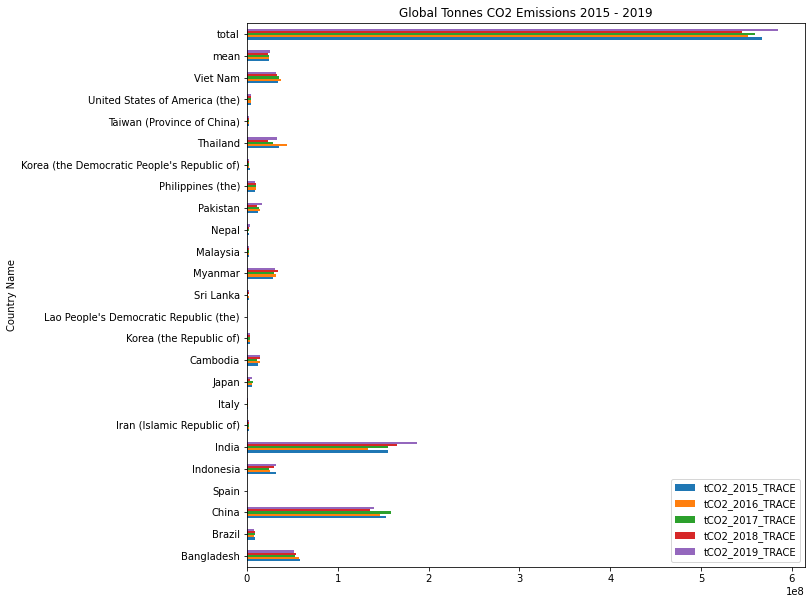 Global Tonnes CO2 Emissions 2015 - 2019
Country Name
total
mean
Viet Nam
United States of America (the)
Taiwan (Province of China)
Thailand
Korea (the Democratic People's Republic of)
Philippines (the)
Pakistan
Nepal
Malaysia
Myanmar
Sri Lanka
Lao People's Democratic Republic (the)
Korea (the Republic of)
Cambodia
Japan
Italy
Iran (Islamic Republic of)
India
Indonesia
Spain
China
Brazil
Bangladesh
tCO2_2015_TRACE
tCO2_2016_TRACE
tCO2_2017_TRACE
tCO2_2018_TRACE
tCO2_2019_TRACE
0 1 2 3 4 5 6
1e8